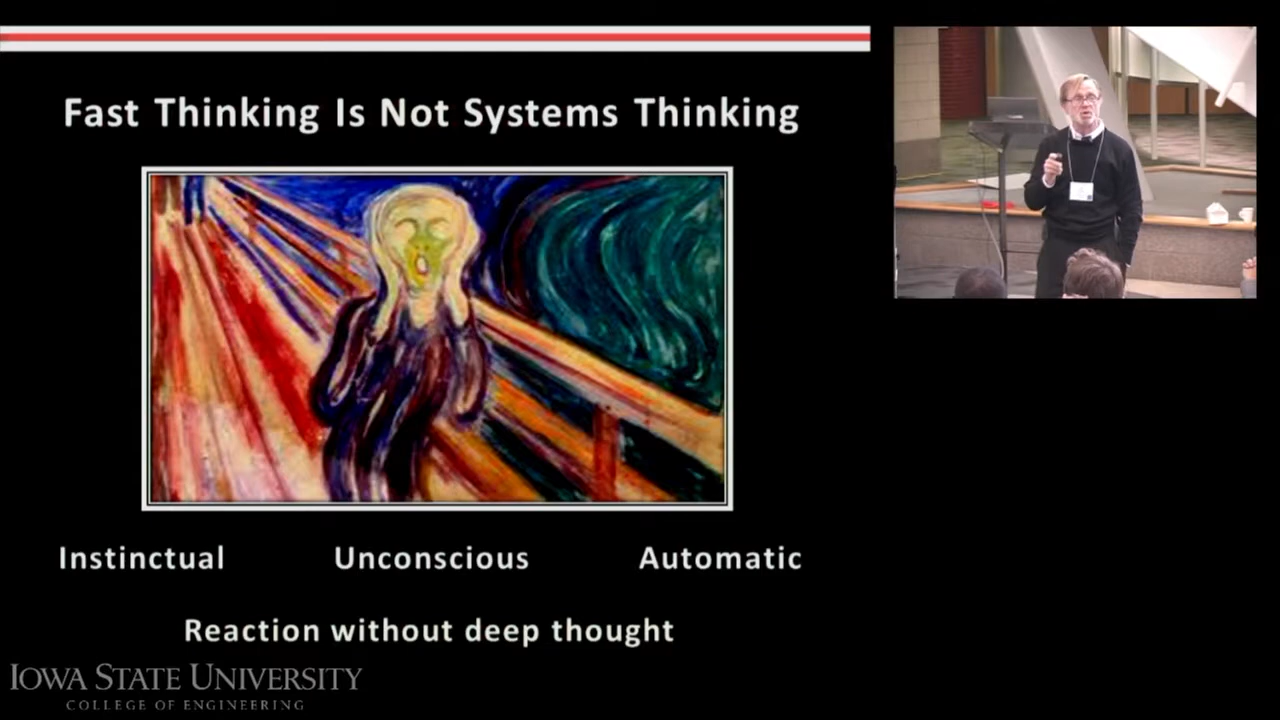 Fast Thinking Is Not Systems Thinking
Instinctual Unconscious Automatic
Reaction without deep thought
IOWA STATE UNIVERSITY
COLLEGE OF ENGINEERING